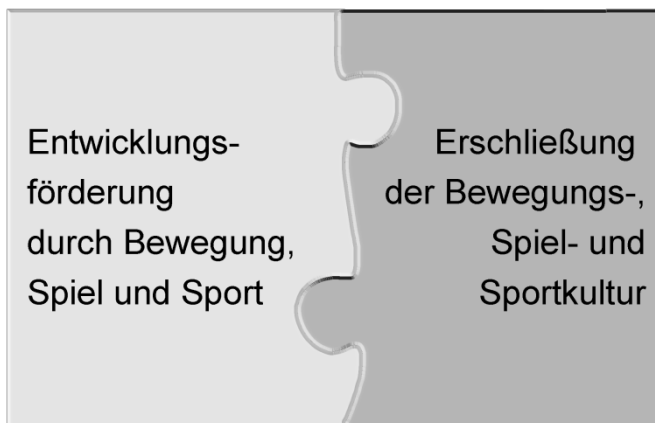 Entwicklungs-
förderung
durch Bewegung,
Spiel und Sport
Erschließung
der Bewegungs-,
Spiel- und
Sportkultur